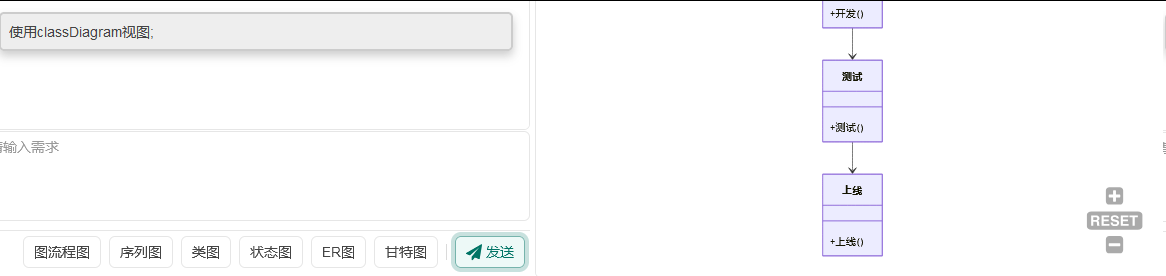 使用classDiagram视图;
输入需求
图流程图
序列图
类图
状态图
ER图
甘特图
发送
+开发()
测试
+测试()
上线
+上线()
RESET